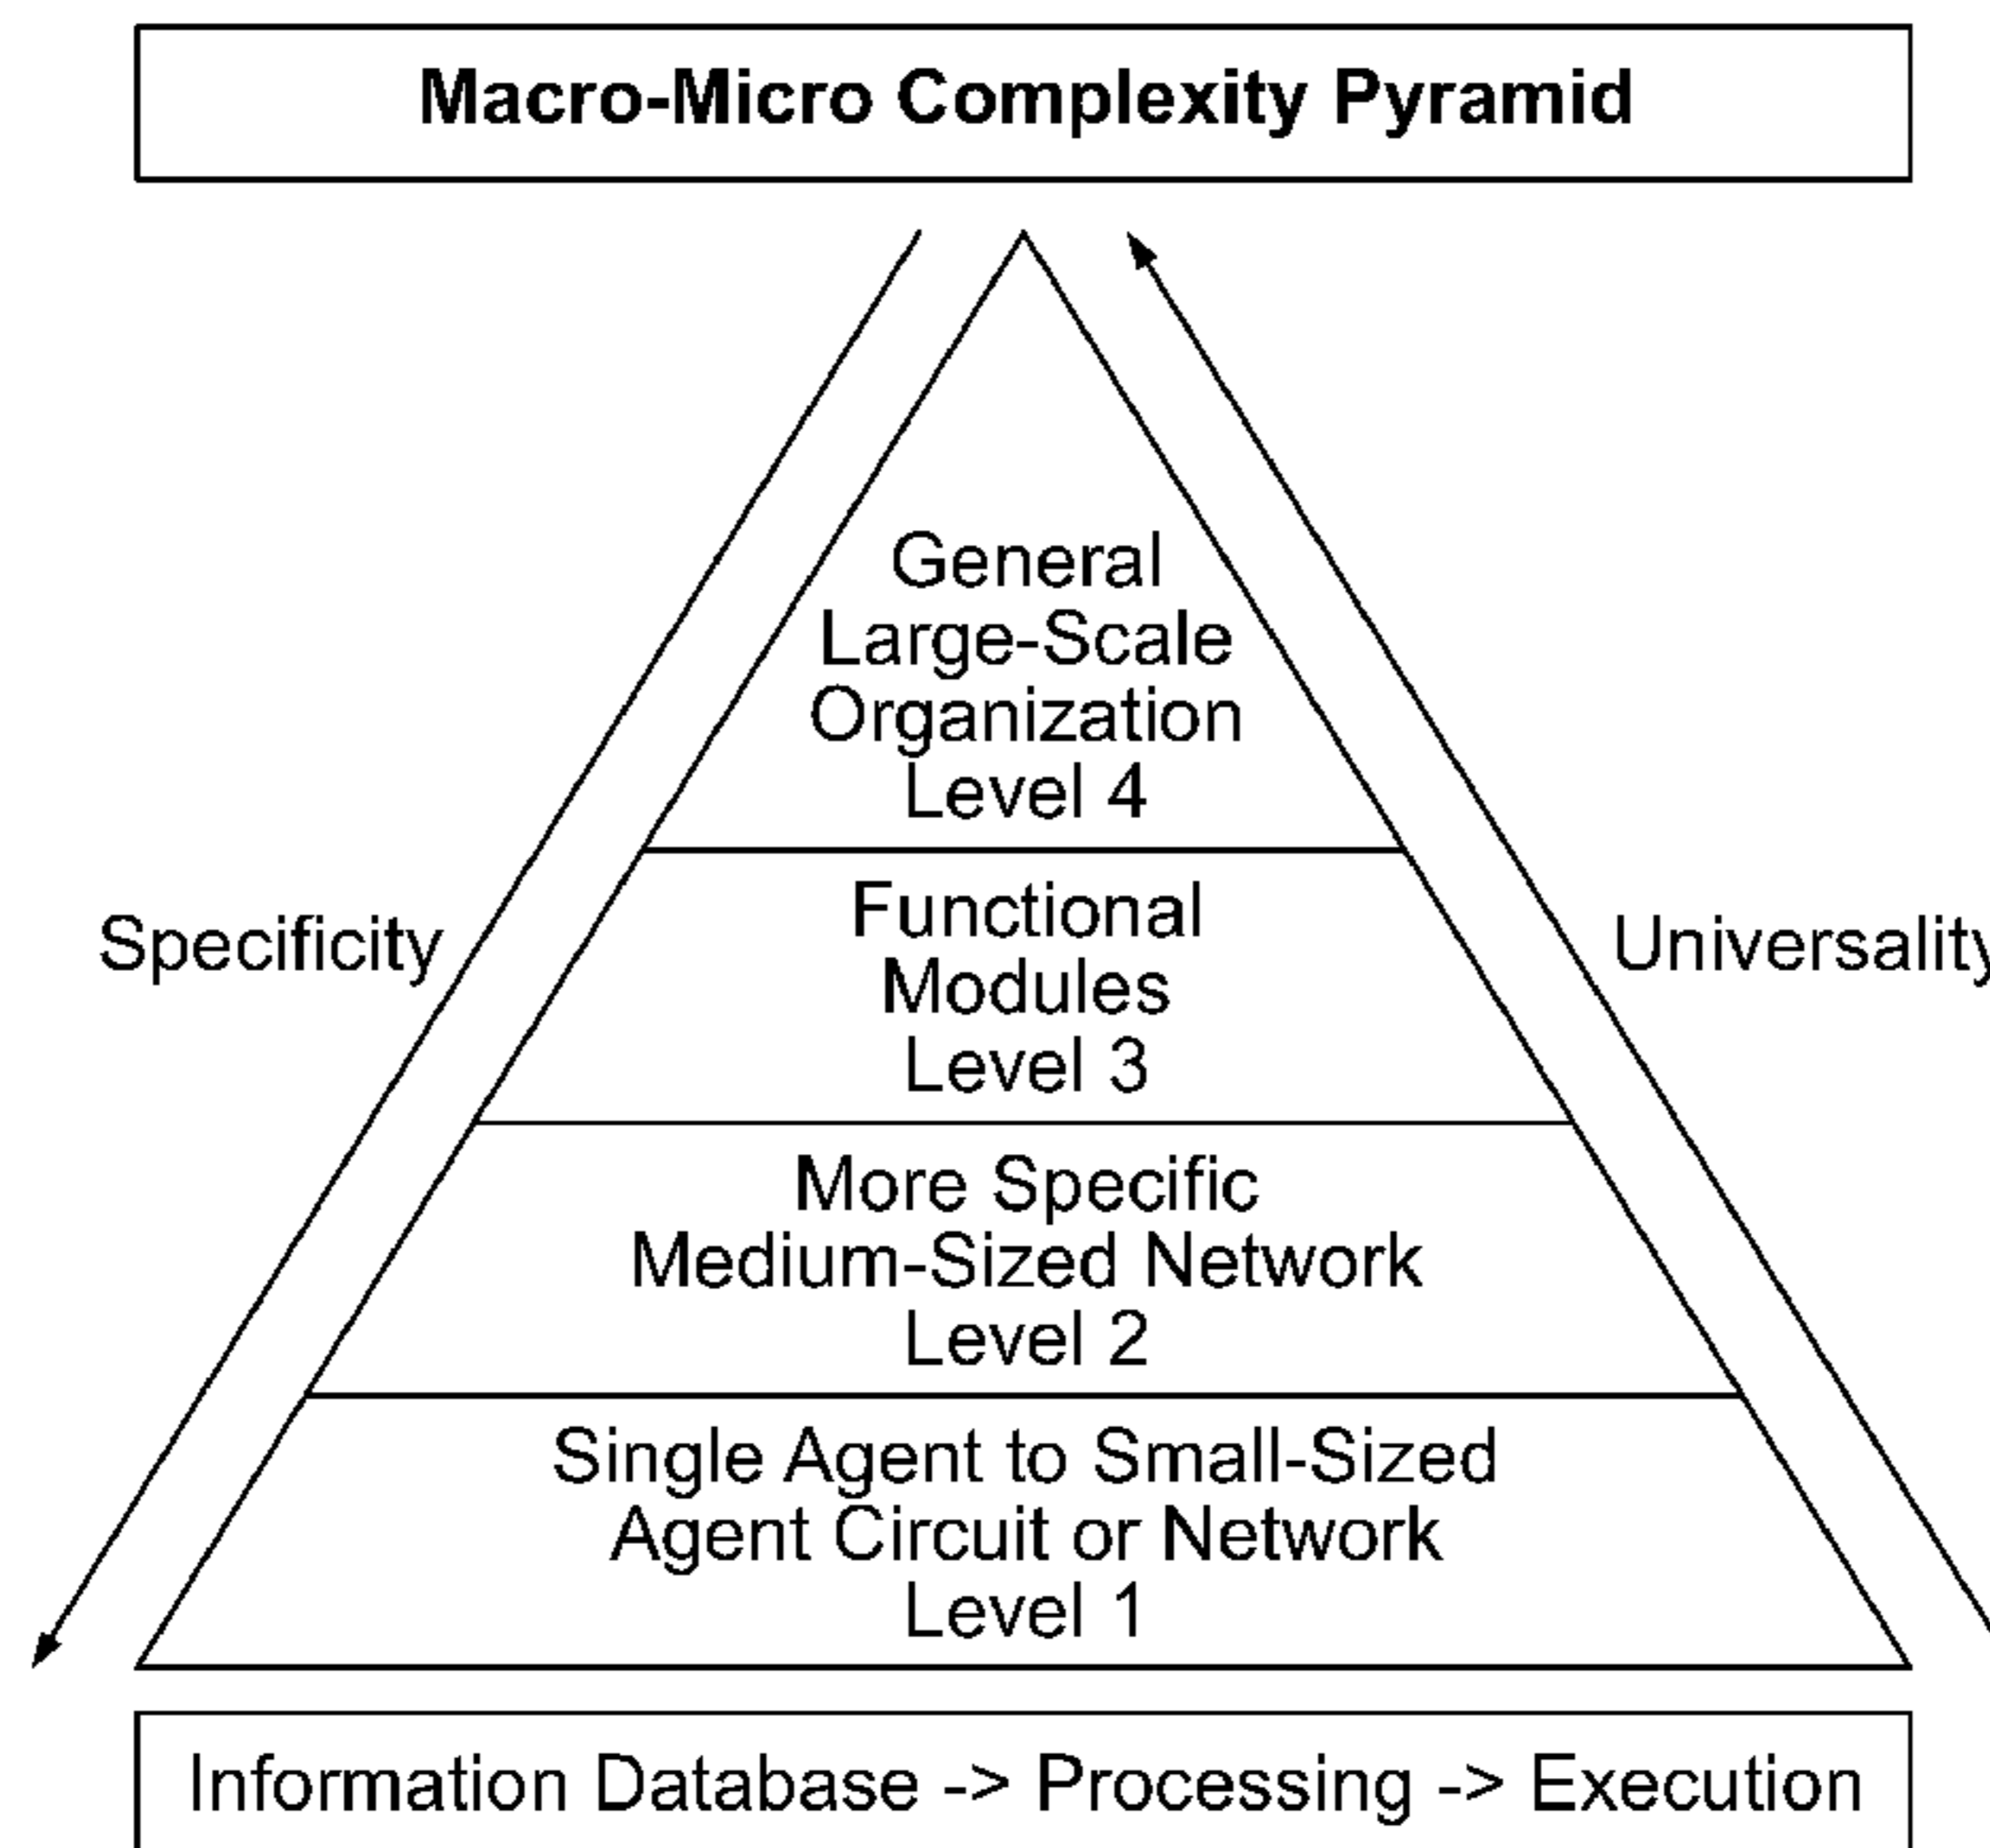 Macro-Micro Complexity Pyramid
General
Large-Scale
Organization
Level 4
Specificity
Functional
Modules
Level 3
Universality
More Specific
Medium-Sized Network
Level 2
Single Agent to Small-Sized
Agent Circuit or Network
Level 1
Information Database -> Processing -> Execution